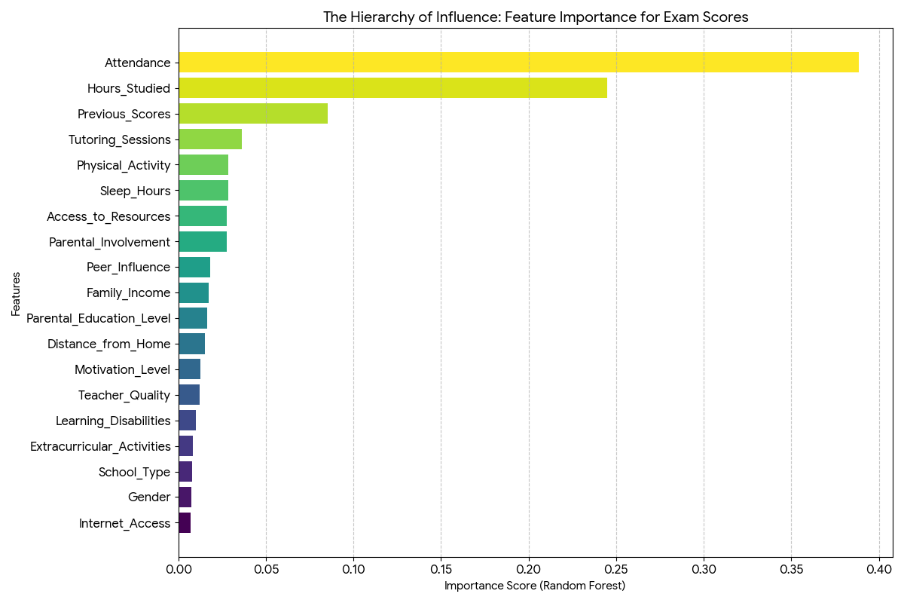 The Hierarchy of Influence: Feature Importance for Exam Scores
Features
Attendance
Hours_Studied
Previous_Scores
Tutoring_Sessions
Physical_Activity
Sleep_Hours
Access_to_Resources
Parental_Involvement
Peer_Influence
Family_Income
Parental_Education_Level
Distance_from_Home
Motivation_Level
Teacher_Quality
Learning_Disabilities
Extracurricular_Activities
School_Type
Gender
Internet_Access
0.00 0.05 0.10 0.15 0.20 0.25 0.30 0.35 0.40
Importance Score (Random Forest)